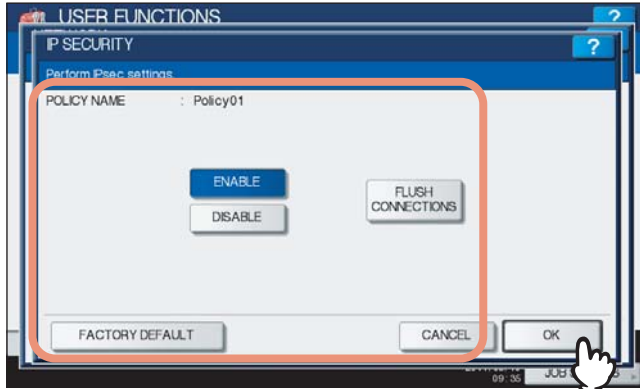 USER FUNCTIONS
?
IP SECURITY
?
Perform IPsec settings
POLICY NAME : Policy01
ENABLE
FLUSH
CONNECTIONS
DISABLE
FACTORY DEFAULT
CANCEL
OK
09:35